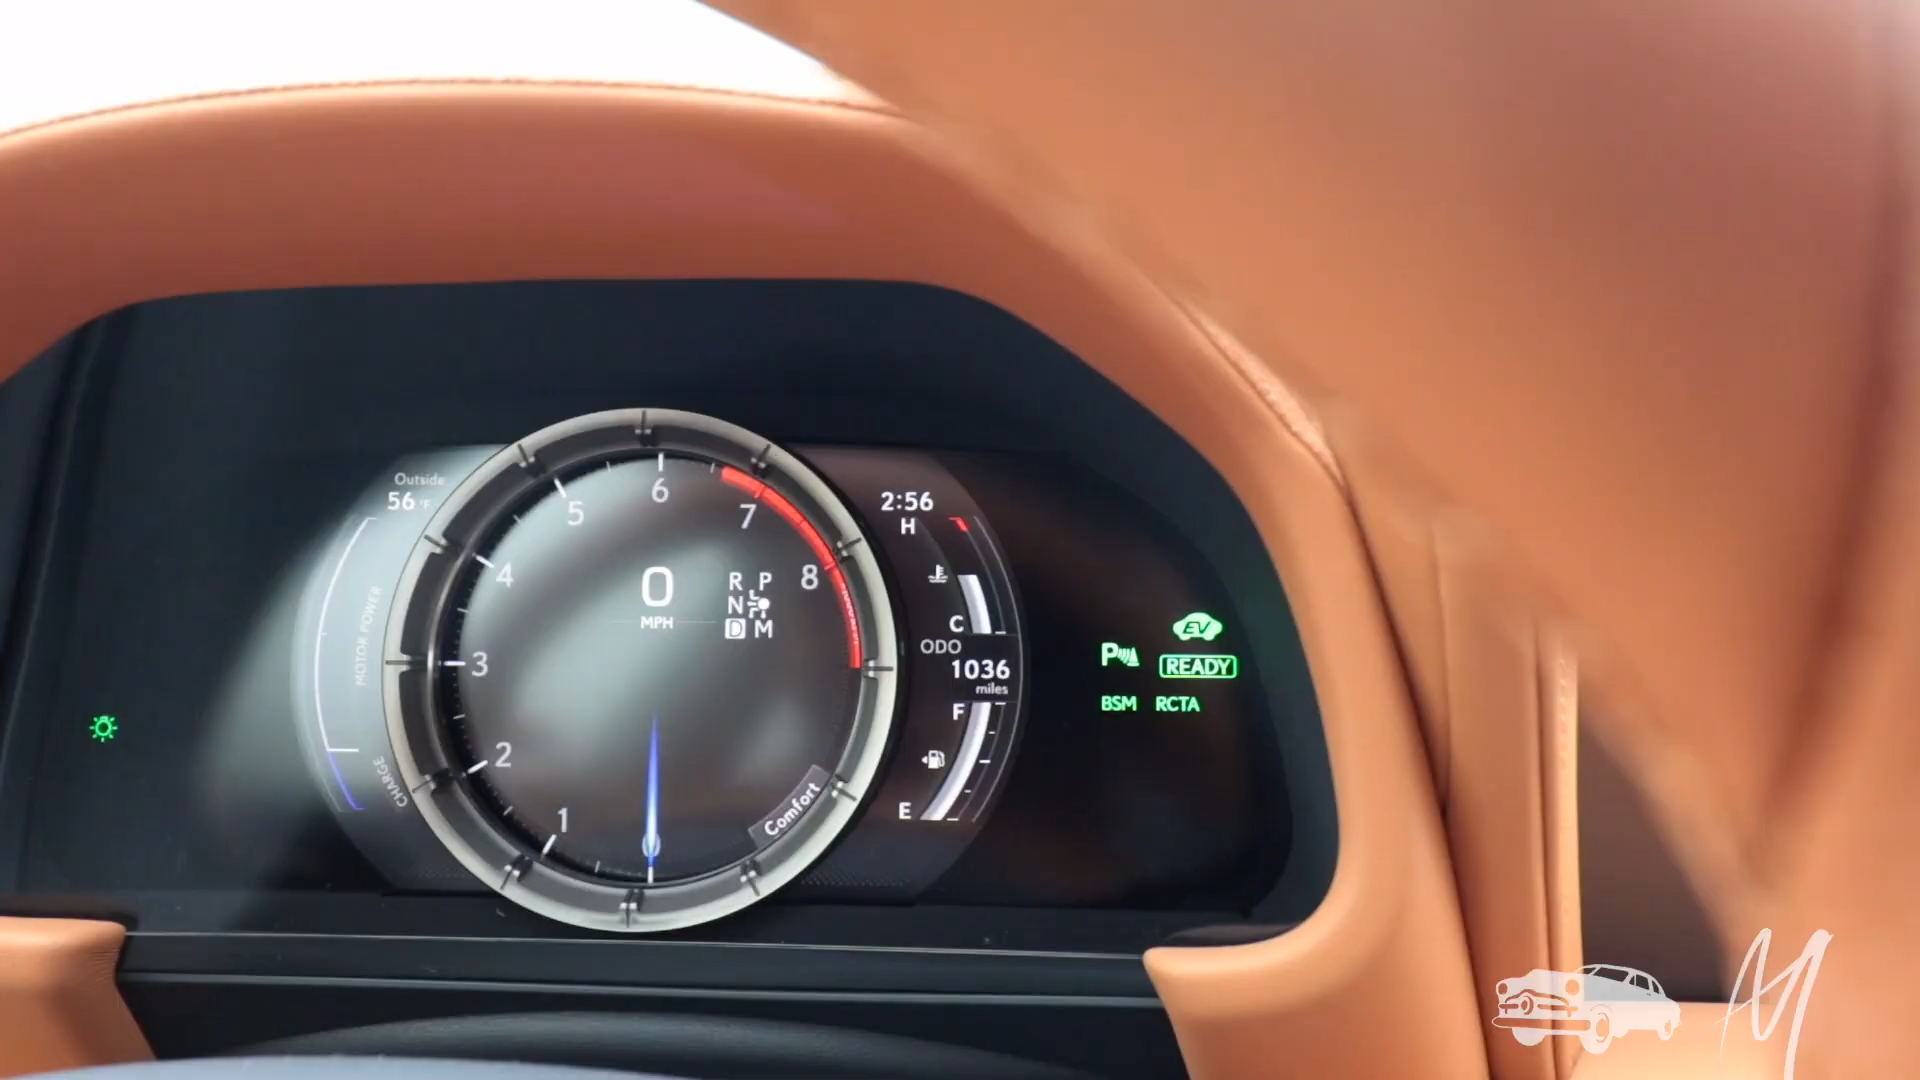 Outside
56 °F
MOTOR POWER
CHARGE
1
2
3
4
5
6
7
8
0
MPH
R P
N
D M
Comfort
2:56
H
C
ODO
1036
miles
F
E
EV
P
READY
BSM RCTA
M